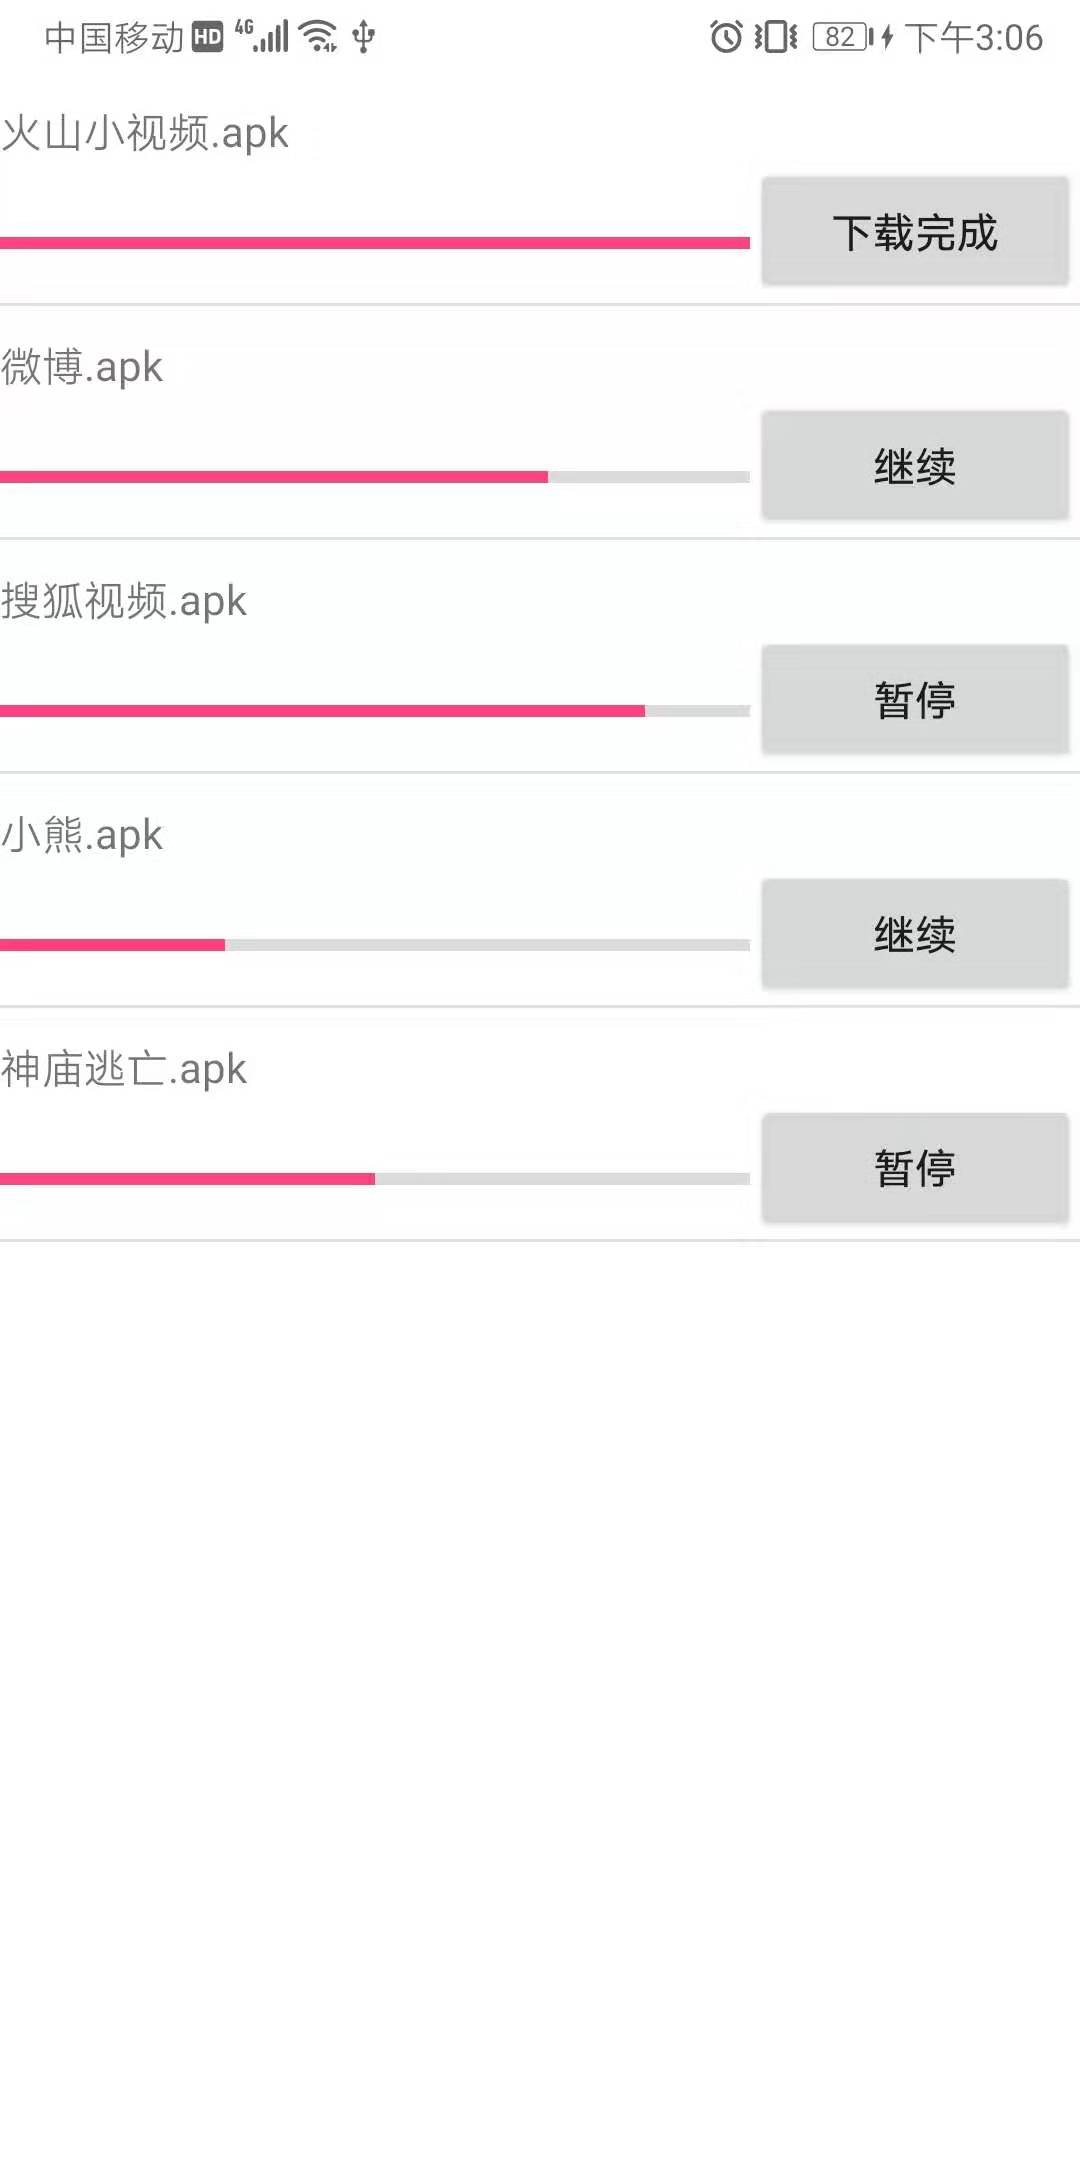 中国移动 HD 4G 82 下午3:06
火山小视频.apk
下载完成
微博.apk
继续
搜狐视频.apk
暂停
小熊.apk
继续
神庙逃亡.apk
暂停